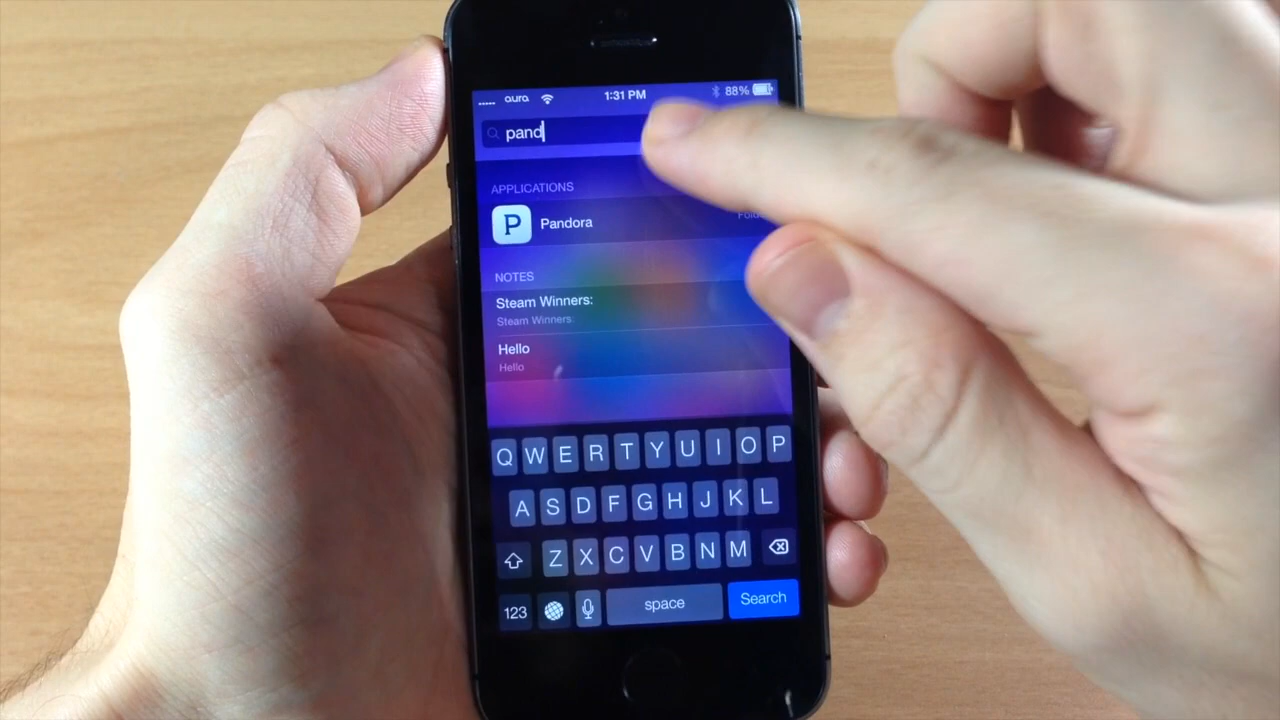 aura 1:31 PM 88%
pand
APPLICATIONS
P Pandora
NOTES
Steam Winners:
Steam Winners:
Hello
Hello
Q W E R T Y U I O P
A S D F G H J K L
Z X C V B N M
123 space Search